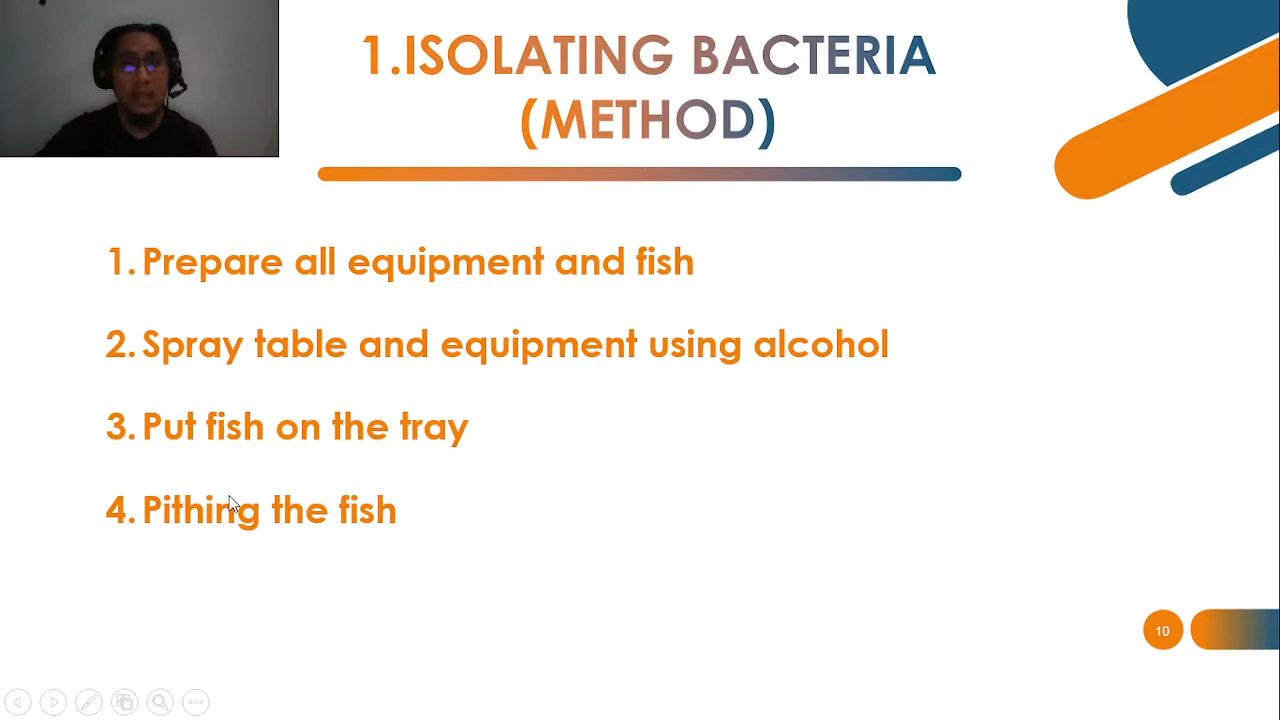 1.ISOLATING BACTERIA
(METHOD)
1. Prepare all equipment and fish
2. Spray table and equipment using alcohol
3. Put fish on the tray
4. Pithing the fish
10